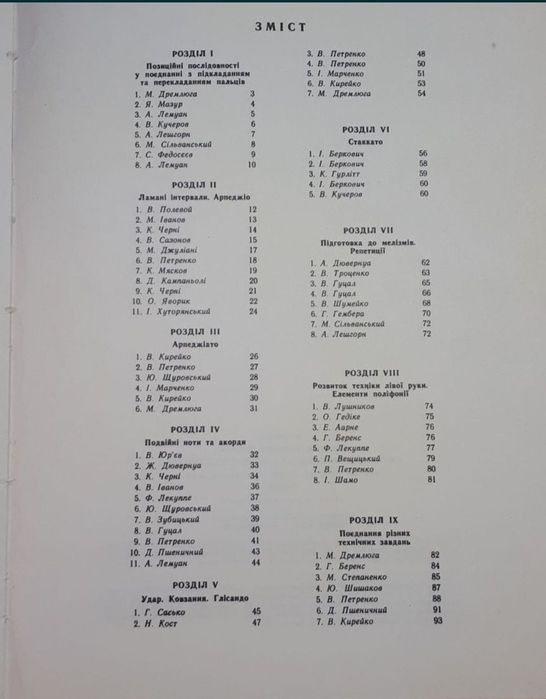 ЗМІСТ
РОЗДІЛ I
Позиційні послідовності
у поєднанні з підкладанням
та перекладанням пальців
1. М. Дремлюга 3
2. Я. Мазур 4
3. А. Лемуан 5
4. В. Кучеров 6
5. А. Лешгорн 7
6. М. Сільванський 8
7. С. Федосєєв 9
8. А. Лемуан 10
РОЗДІЛ II
Ламані інтервали. Арпеджіо
1. В. Полевой 12
2. М. Іванов 13
3. К. Черні 14
4. В. Сазонов 15
5. М. Джуліані 17
6. В. Петренко 18
7. К. Мясков 19
8. Д. Кампаньолі 20
9. К. Черні 21
10. О. Яворик 22
11. І. Хуторянський 24
РОЗДІЛ III
Арпеджіато
1. В. Кирейко 26
2. В. Петренко 27
3. Ю. Щуровський 28
4. І. Марченко 29
5. В. Кирейко 30
6. М. Дремлюга 31
РОЗДІЛ IV
Подвійні ноти та акорди
1. В. Юр'єв 32
2. Ж. Дювернуа 33
3. К. Черні 34
4. В. Іванов 36
5. Ф. Лекуппе 37
6. Ю. Щуровський 38
7. В. Зубицький 39
8. В. Гуцал 40
9. В. Петренко 41
10. Д. Пшеничний 43
11. А. Лемуан 44
РОЗДІЛ V
Удар. Ковзання. Глісандо
1. Г. Сасько 45
2. Н. Кост 47
3. В. Петренко 48
4. В. Петренко 50
5. І. Марченко 51
6. В. Кирейко 53
7. М. Дремлюга 54
РОЗДІЛ VI
Стаккато
1. І. Беркович 56
2. І. Беркович 58
3. К. Гурлітт 59
4. І. Беркович 60
5. В. Кучеров 60
РОЗДІЛ VII
Підготовка до мелізмів.
Репетиції
1. А. Дювернуа 62
2. В. Троценко 63
3. В. Гуцал 65
4. В. Гуцал 66
5. В. Шумейко 68
6. Г. Гембера 70
7. М. Сільванський 72
8. А. Лешгорн 72
РОЗДІЛ VIII
Розвиток техніки лівої руки.
Елементи поліфонії
1. В. Лушников 74
2. О. Гедіке 75
3. Е. Аарне 76
4. Г. Беренс 76
5. Ф. Лекуппе 77
6. П. Вещицький 79
7. В. Петренко 80
8. І. Шамо 81
РОЗДІЛ IX
Поєднання різних
технічних завдань
1. М. Дремлюга 82
2. Г. Беренс 84
3. М. Степаненко 85
4. Ю. Шишаков 87
5. В. Петренко 88
6. Д. Пшеничний 91
7. В. Кирейко 93